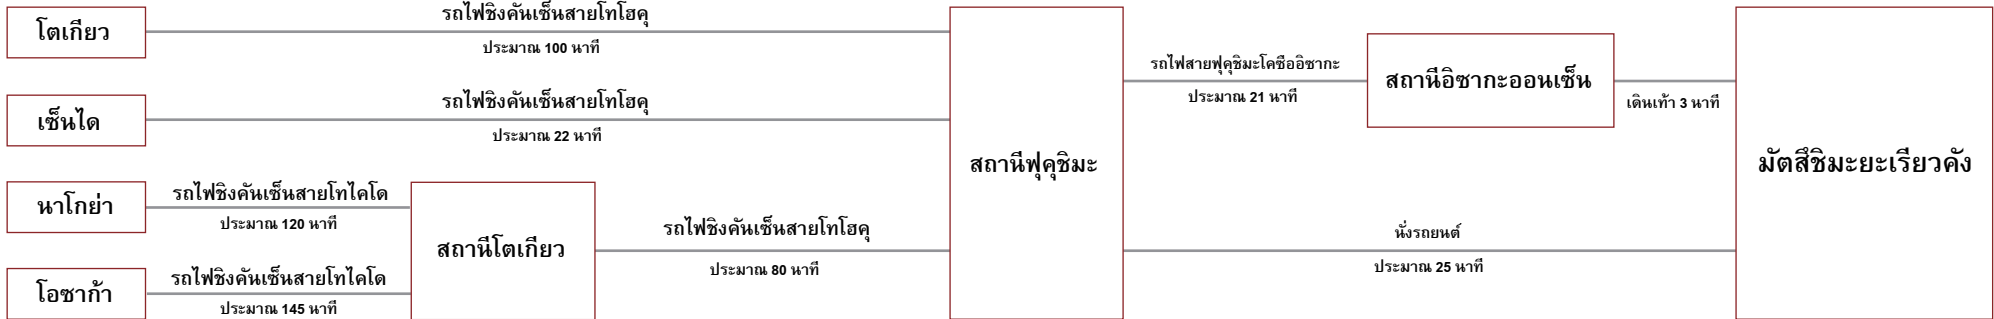 โตเกียว
รถไฟชิงคันเซ็นสายโทโฮคุ
ประมาณ 100 นาที
เซ็นได
รถไฟชิงคันเซ็นสายโทโฮคุ
ประมาณ 22 นาที
นาโกย่า
รถไฟชิงคันเซ็นสายโทไคโด
ประมาณ 120 นาที
โอซาก้า
รถไฟชิงคันเซ็นสายโทไคโด
ประมาณ 145 นาที
สถานีโตเกียว
รถไฟชิงคันเซ็นสายโทโฮคุ
ประมาณ 80 นาที
สถานีฟุคุชิมะ
รถไฟสายฟุคุชิมะโคซืออิซากะ
ประมาณ 21 นาที
สถานีอิซากะออนเซ็น
เดินเท้า 3 นาที
นั่งรถยนต์
ประมาณ 25 นาที
มัตสึชิมะยะเรียวคัง